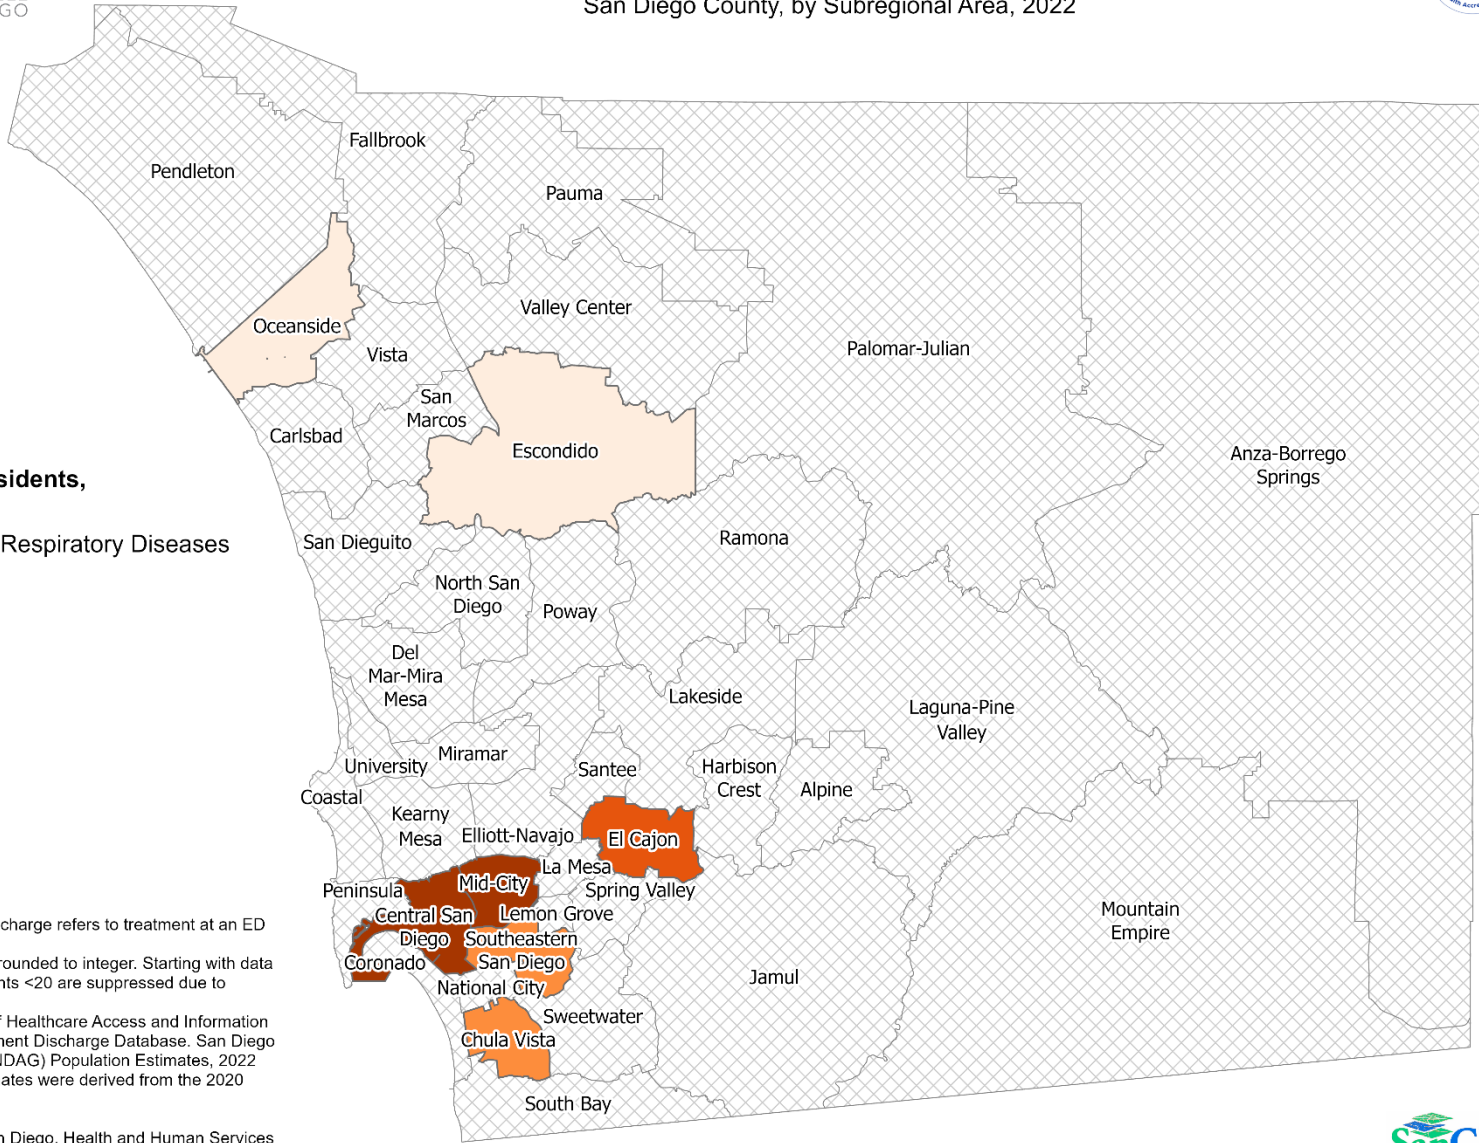 GO
San Diego County, by Subregional Area, 2022
Fallbrook
Pendleton
Pauma
Valley Center
Oceanside
Vista
Palomar-Julian
San
Marcos
Carlsbad
Escondido
Anza-Borrego
Springs
sidents,
Respiratory Diseases
San Dieguito
Ramona
North San
Diego
Poway
Del
Mar-Mira
Mesa
Lakeside
Laguna-Pine
Valley
Miramar
University
Santee
Harbison
Crest
Alpine
Coastal
Kearny
Mesa
Elliott-Navajo
El Cajon
La Mesa
Mid-City
Peninsula
Spring Valley
Central San
Diego
Lemon Grove
Southeastern
San Diego
Coronado
National City
Jamul
Mountain
Empire
Sweetwater
Chula Vista
South Bay
charge refers to treatment at an ED
rounded to integer. Starting with data
nts <20 are suppressed due to
f Healthcare Access and Information
nent Discharge Database. San Diego
NDAG) Population Estimates, 2022
ates were derived from the 2020
n Diego, Health and Human Services